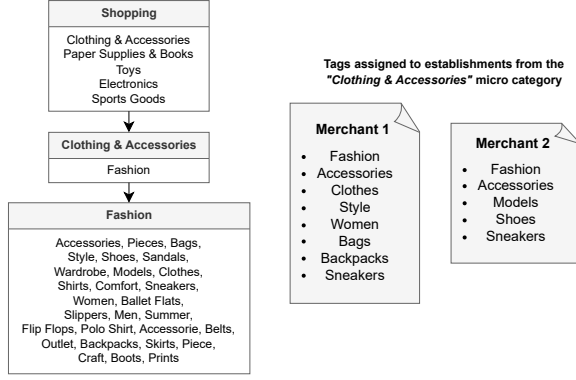 Shopping
Clothing & Accessories
Paper Supplies & Books
Toys
Electronics
Sports Goods
Clothing & Accessories
Fashion
Fashion
Accessories, Pieces, Bags,
Style, Shoes, Sandals,
Wardrobe, Models, Clothes,
Shirts, Comfort, Sneakers,
Women, Ballet Flats,
Slippers, Men, Summer,
Flip Flops, Polo Shirt, Accessorie, Belts,
Outlet, Backpacks, Skirts, Piece,
Craft, Boots, Prints
Tags assigned to establishments from the
"Clothing & Accessories" micro category
Merchant 1
• Fashion
• Accessories
• Clothes
• Style
• Women
• Bags
• Backpacks
• Sneakers
Merchant 2
• Fashion
• Accessories
• Models
• Shoes
• Sneakers